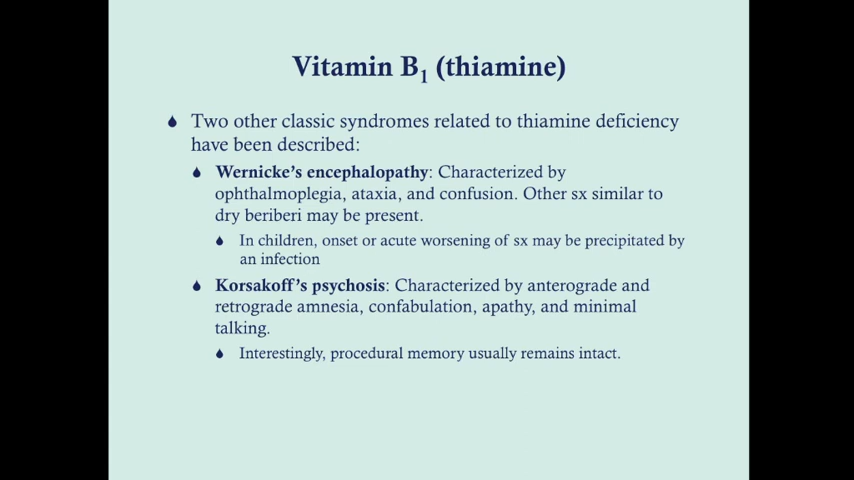 Vitamin B₁ (thiamine)
Two other classic syndromes related to thiamine deficiency
have been described:
Wernicke's encephalopathy: Characterized by
ophthalmoplegia, ataxia, and confusion. Other sx similar to
dry beriberi may be present.
In children, onset or acute worsening of sx may be precipitated by
an infection
Korsakoff's psychosis: Characterized by anterograde and
retrograde amnesia, confabulation, apathy, and minimal
talking.
Interestingly, procedural memory usually remains intact.